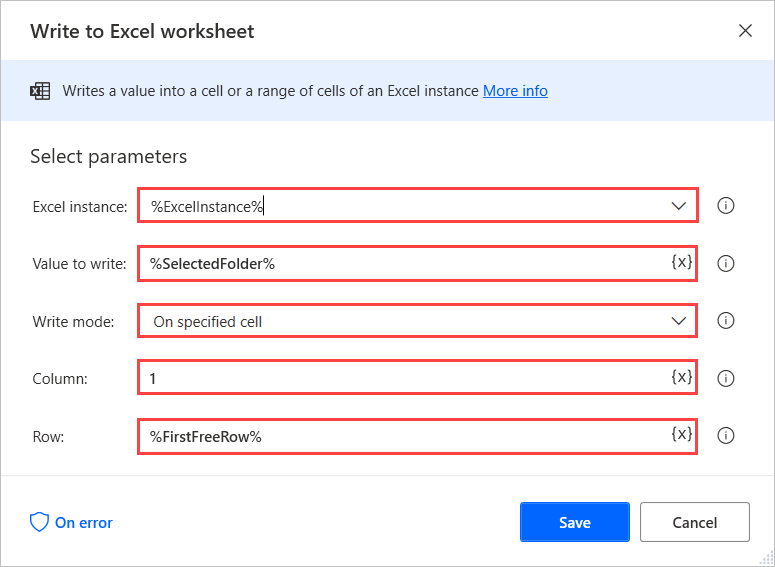 Write to Excel worksheet
Writes a value into a cell or a range of cells of an Excel instance More info
Select parameters
Excel instance: %ExcelInstance%
Value to write: %SelectedFolder% {x}
Write mode: On specified cell
Column: 1 {x}
Row: %FirstFreeRow% {x}
On error Save Cancel